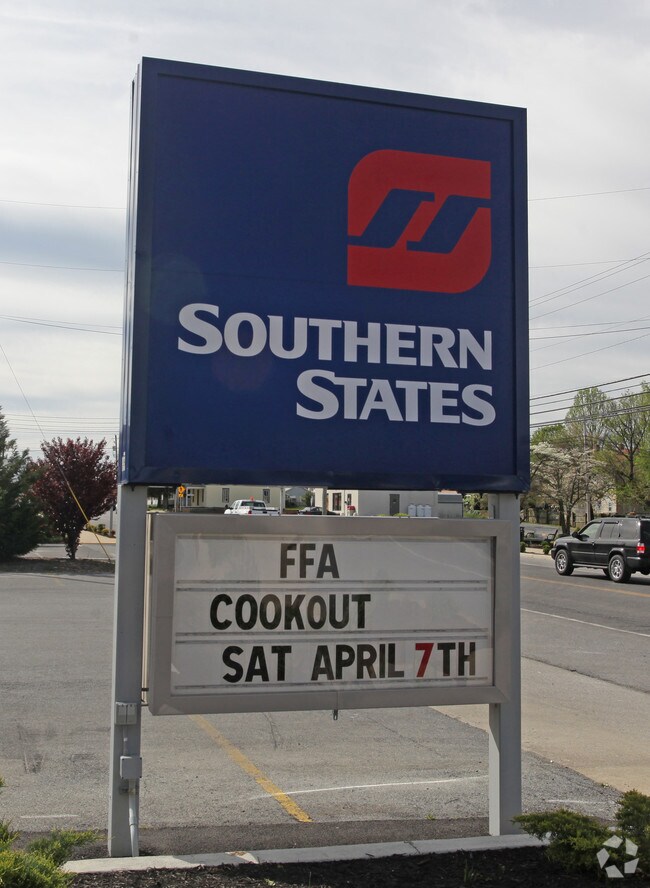 SOUTHERN
STATES
FFA
COOKOUT
SAT APRIL 7TH